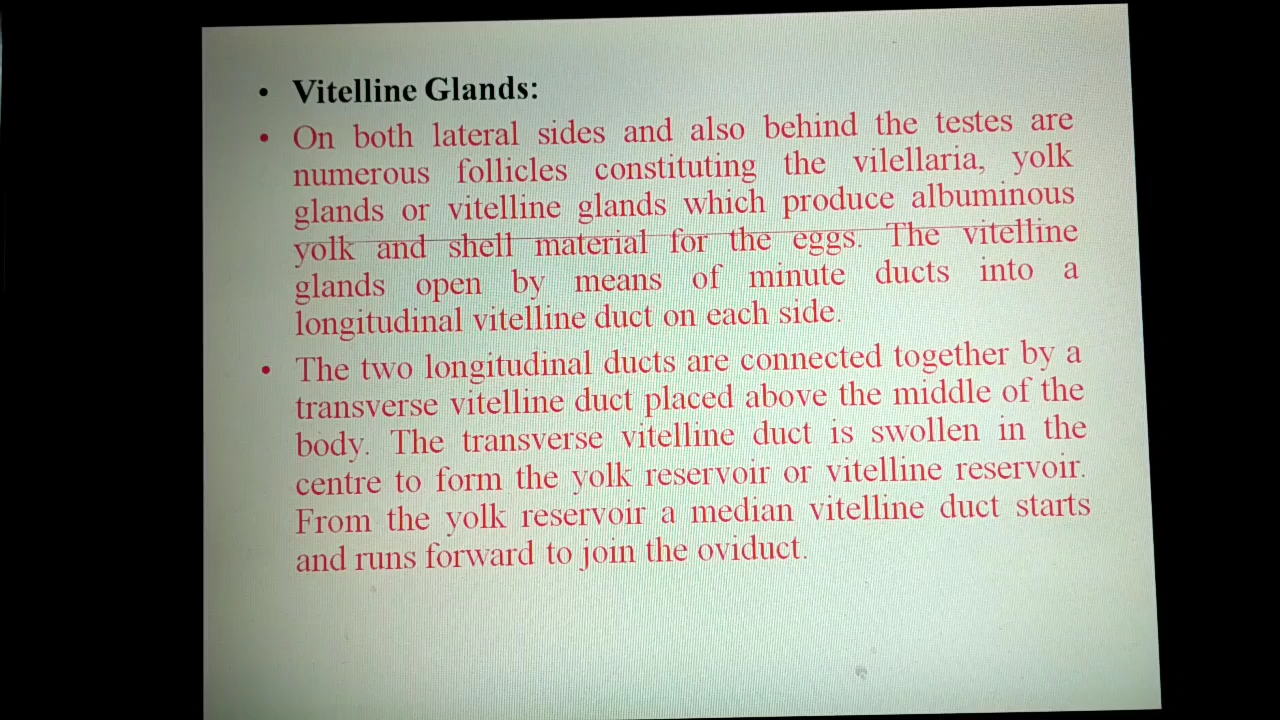 • Vitelline Glands:
• On both lateral sides and also behind the testes are
numerous follicles constituting the vilellaria, yolk
glands or vitelline glands which produce albuminous
yolk and shell material for the eggs. The vitelline
glands open by means of minute ducts into a
longitudinal vitelline duct on each side.
• The two longitudinal ducts are connected together by a
transverse vitelline duct placed above the middle of the
body. The transverse vitelline duct is swollen in the
centre to form the yolk reservoir or vitelline reservoir.
From the yolk reservoir a median vitelline duct starts
and runs forward to join the oviduct.